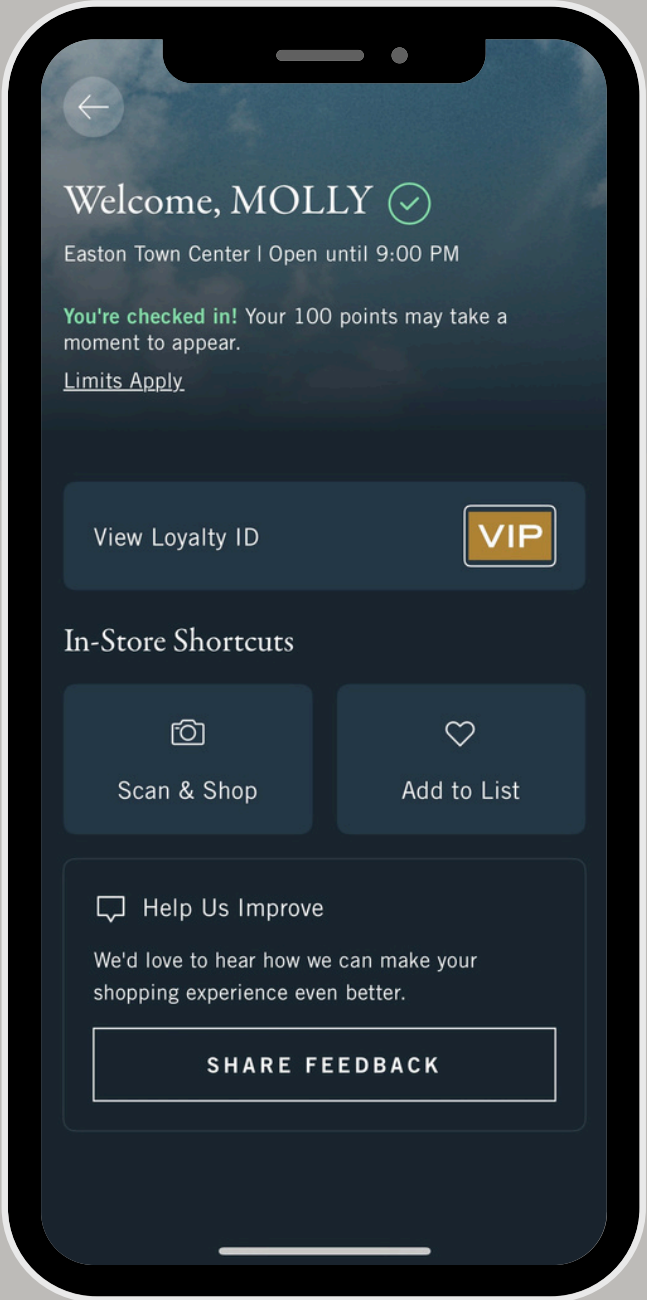 Welcome, MOLLY
Easton Town Center | Open until 9:00 PM
You're checked in! Your 100 points may take a
moment to appear.
Limits Apply
View Loyalty ID
VIP
In-Store Shortcuts
Scan & Shop
Add to List
Help Us Improve
We'd love to hear how we can make your
shopping experience even better.
SHARE FEEDBACK